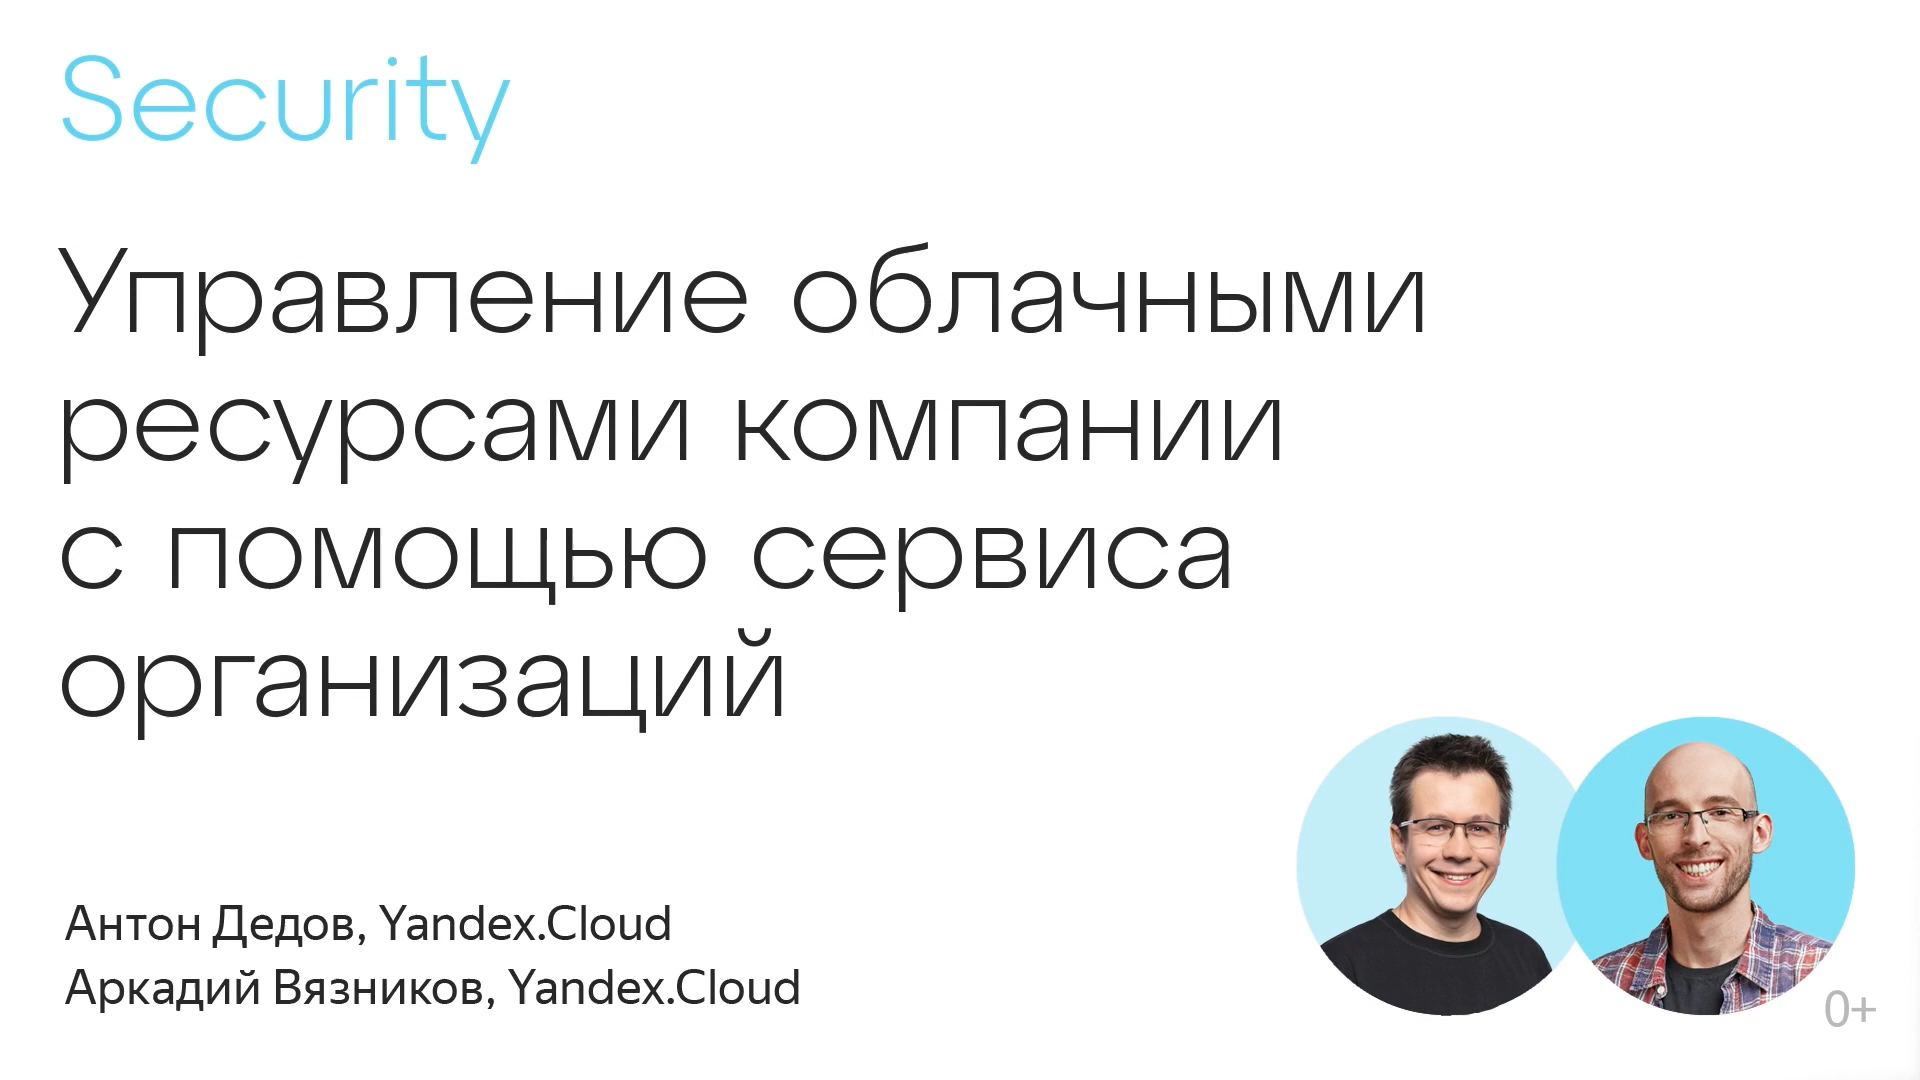 Security
Управление облачными
ресурсами компании
с помощью сервиса
организаций
Антон Дедов, Yandex.Cloud
Аркадий Вязников, Yandex.Cloud
0+